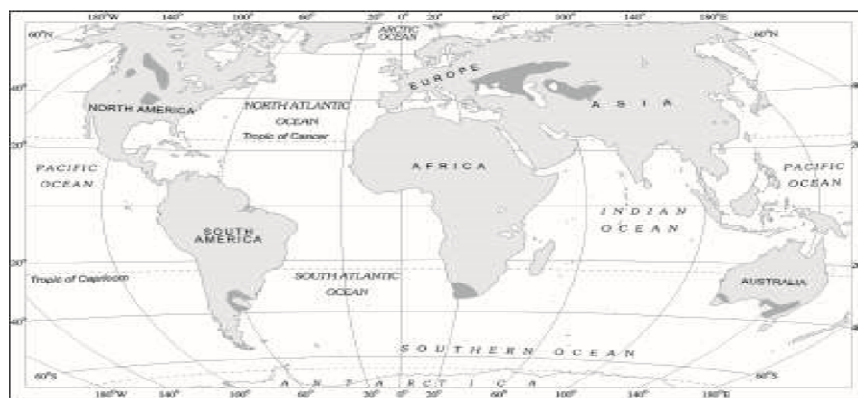 180°W 140° 100° 60° 20° 0° 20° 60° 100° 140° 180°E
ARCTIC
OCEAN
60°N 60°N
EUROPE
40° 40°
NORTH AMERICA
NORTH ATLANTIC
OCEAN
ASIA
Tropic of Cancer
20° 20°
PACIFIC
OCEAN
AFRICA
PACIFIC
OCEAN
INDIAN
OCEAN
SOUTH
AMERICA
Tropic of Capricorn
SOUTH ATLANTIC
OCEAN
AUSTRALIA
40° 40°
SOUTHERN OCEAN
60°S 60°S
ANTARCTICA
180°W 140° 100° 60° 20° 0° 20° 60° 100° 140° 180°E